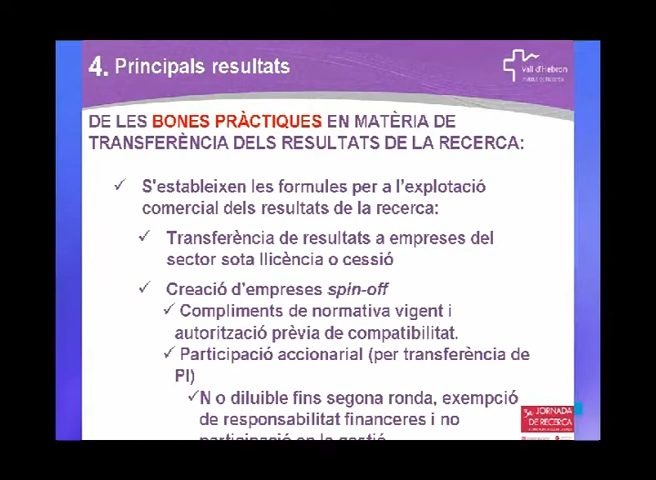 4. Principals resultats
Vall d'Hebron
DE LES BONES PRÀCTIQUES EN MATÈRIA DE
TRANSFERÈNCIA DELS RESULTATS DE LA RECERCA:
✓ S'estableixen les formules per a l'explotació
comercial dels resultats de la recerca:
✓ Transferència de resultats a empreses del
sector sota llicència o cessió
✓ Creació d'empreses spin-off
✓ Compliments de normativa vigent i
autorització prèvia de compatibilitat.
✓ Participació accionarial (per transferència de
PI)
✓ N o diluible fins segona ronda, exempció
de responsabilitat financeres i no
participació en la gestió
JORNADA
DE RECERCA